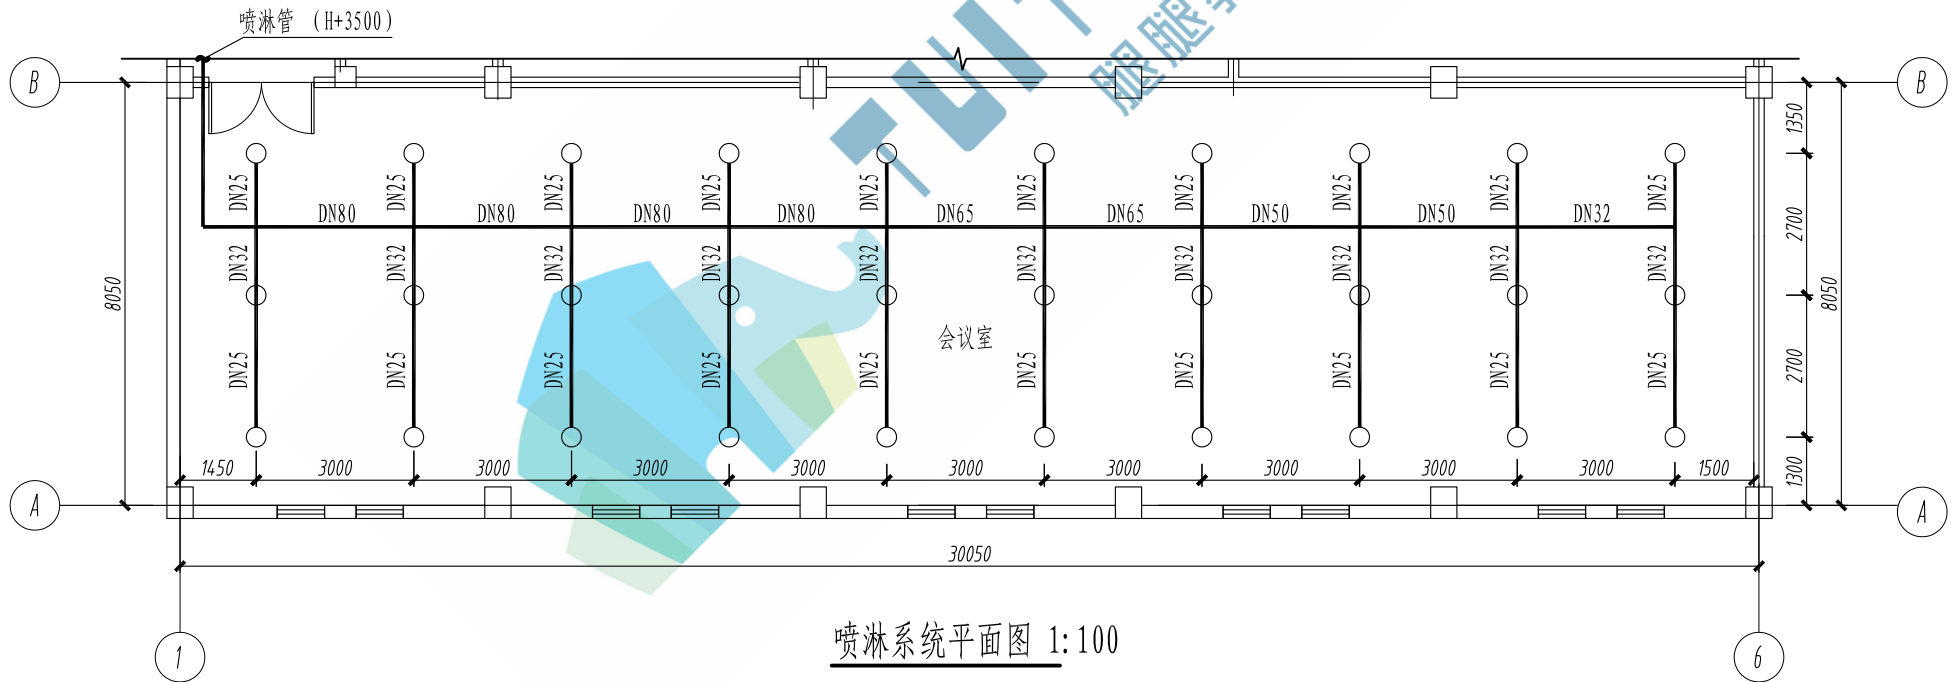 喷淋管 （H+3500）
TUIT
腿腿
B
B
1350
DN25 DN25 DN25 DN25 DN25 DN25 DN25 DN25 DN25 DN25
DN80 DN80 DN80 DN80 DN65 DN65 DN50 DN50 DN32
2700
DN32 DN32 DN32 DN32 DN32 DN32 DN32 DN32 DN32 DN32
8050
8050
会议室
DN25 DN25 DN25 DN25 DN25 DN25 DN25 DN25 DN25 DN25
2700
1450 3000 3000 3000 3000 3000 3000 3000 3000 3000 1500
1300
A
A
30050
喷淋系统平面图 1:100
1
6